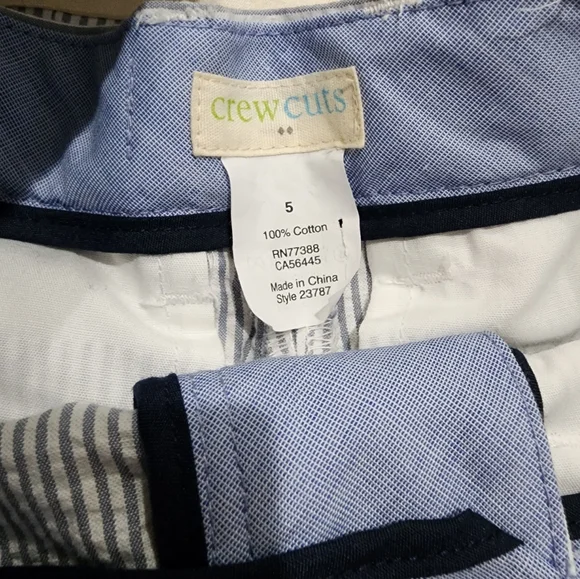 crewcuts
5
100% Cotton
RN77388
CA56445
Made in China
Style 23787